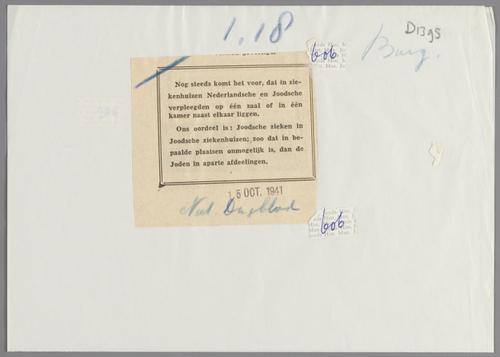 1.18
D1395
606
Burg.
Nog steeds komt het voor, dat in zie-
kenhuizen Nederlandsche en Joodsche
verpleegden op één zaal of in één
kamer naast elkaar liggen.
Ons oordeel is: Joodsche zieken in
Joodsche ziekenhuizen; zoo dat in be-
paalde plaatsen onmogelijk is, dan de
Joden in aparte afdeelingen.
15 OCT. 1941
Nat. Dagblad
606